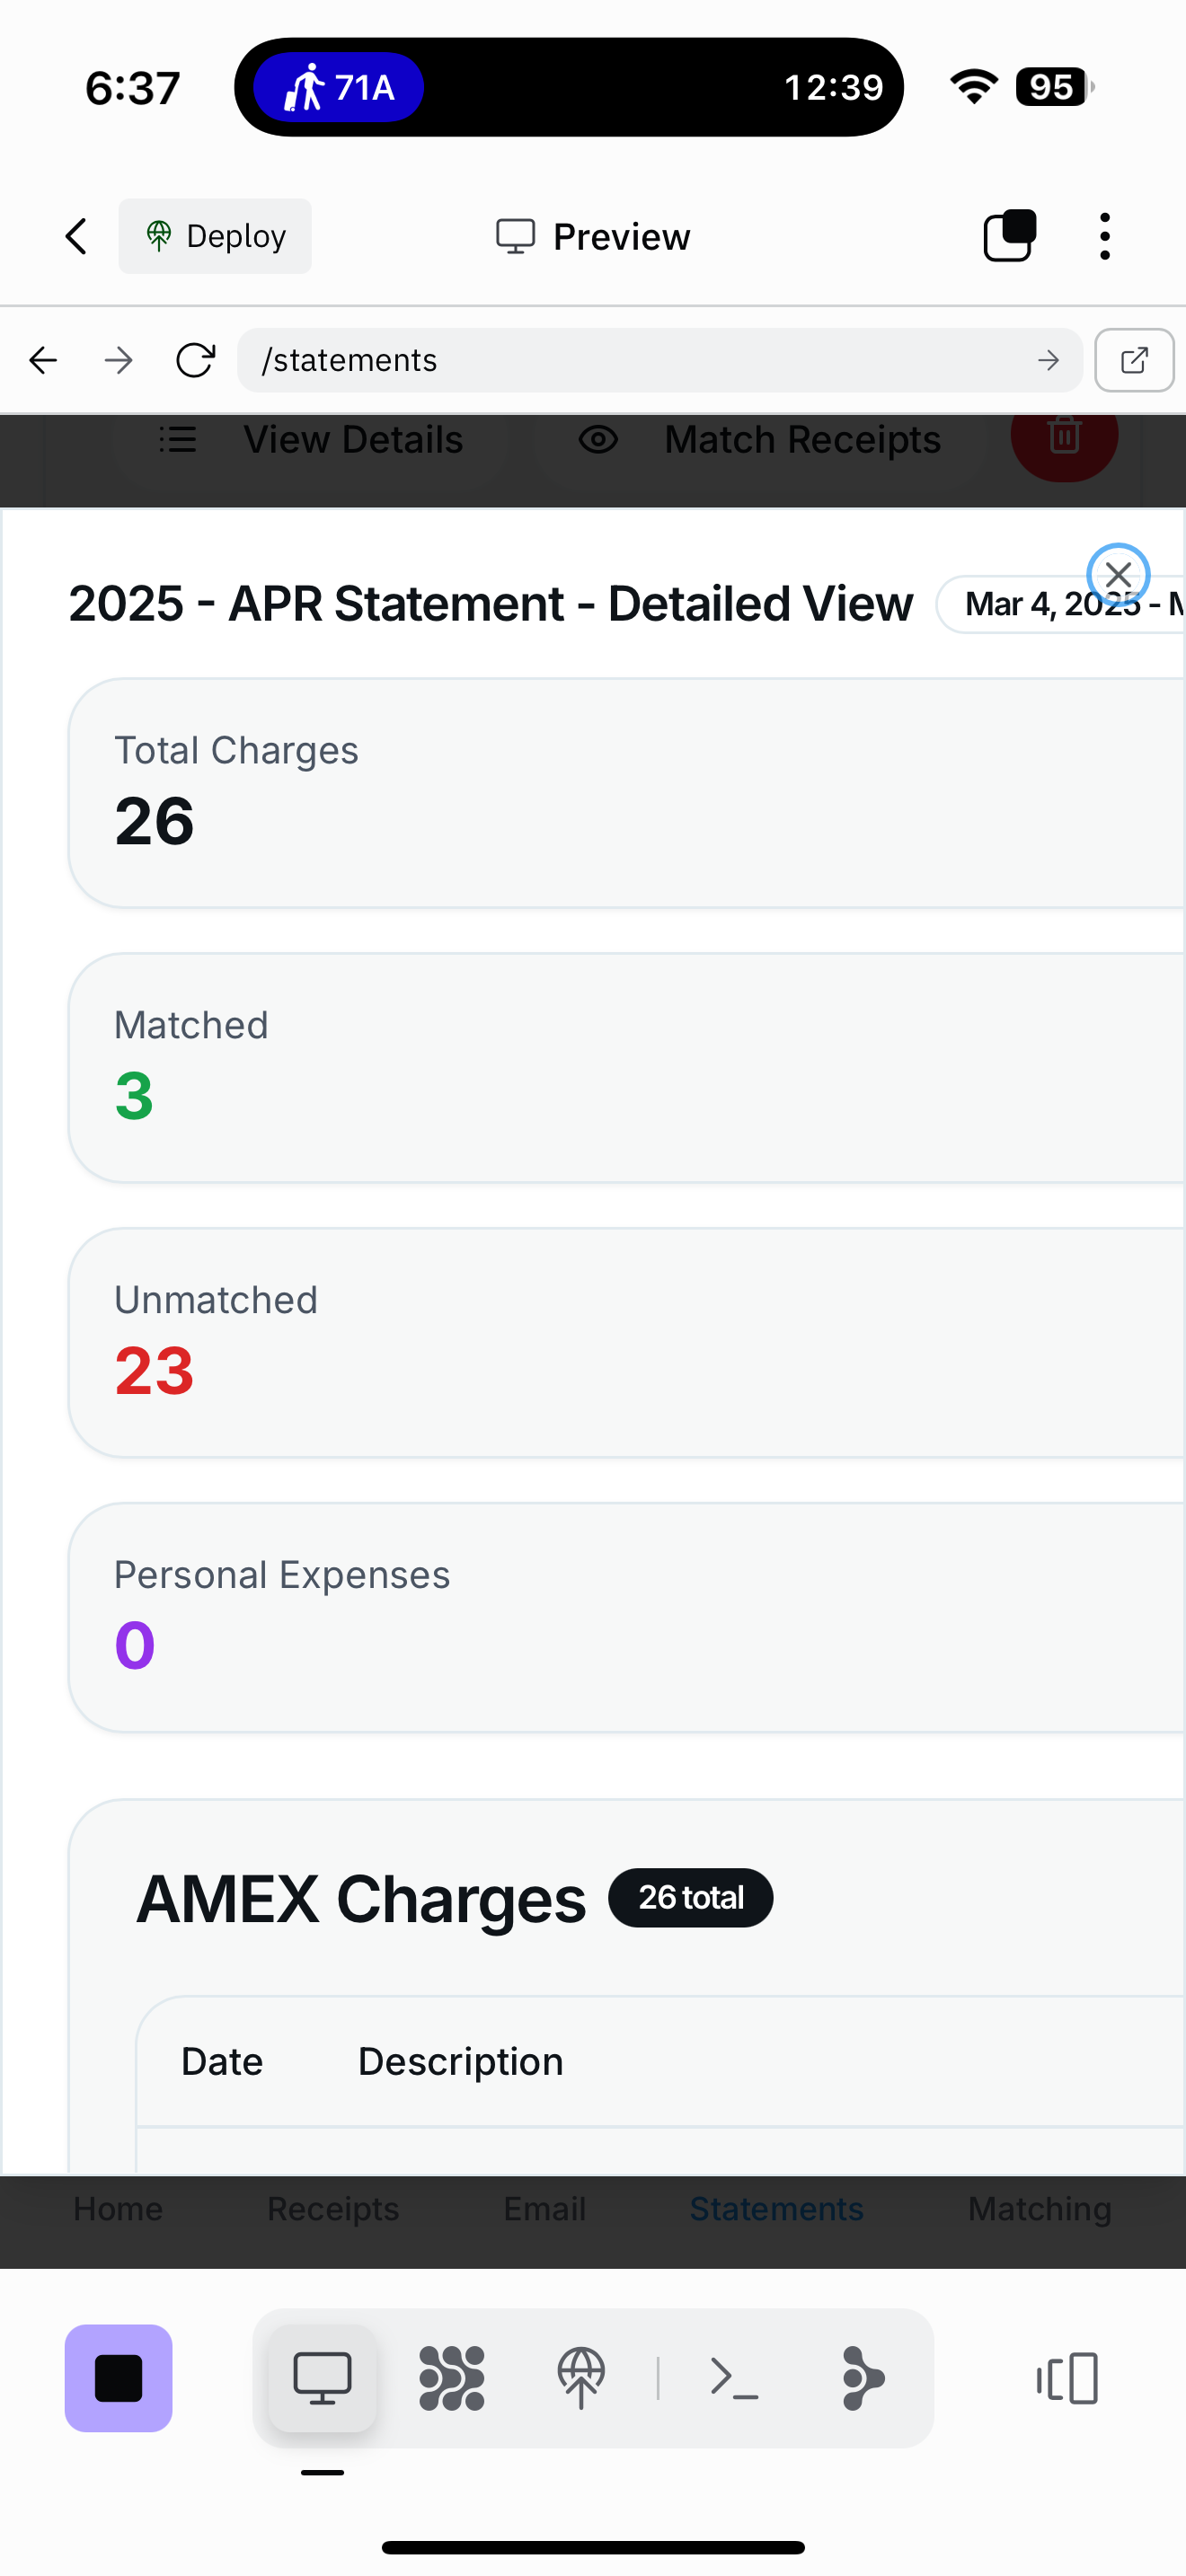 6:37
71A
12:39
95
Deploy
Preview
/statements
View Details
Match Receipts
2025 - APR Statement - Detailed View
Mar 4, 2025 -
Total Charges
26
Matched
3
Unmatched
23
Personal Expenses
0
AMEX Charges
26 total
Date Description
Home Receipts Email Statements Matching